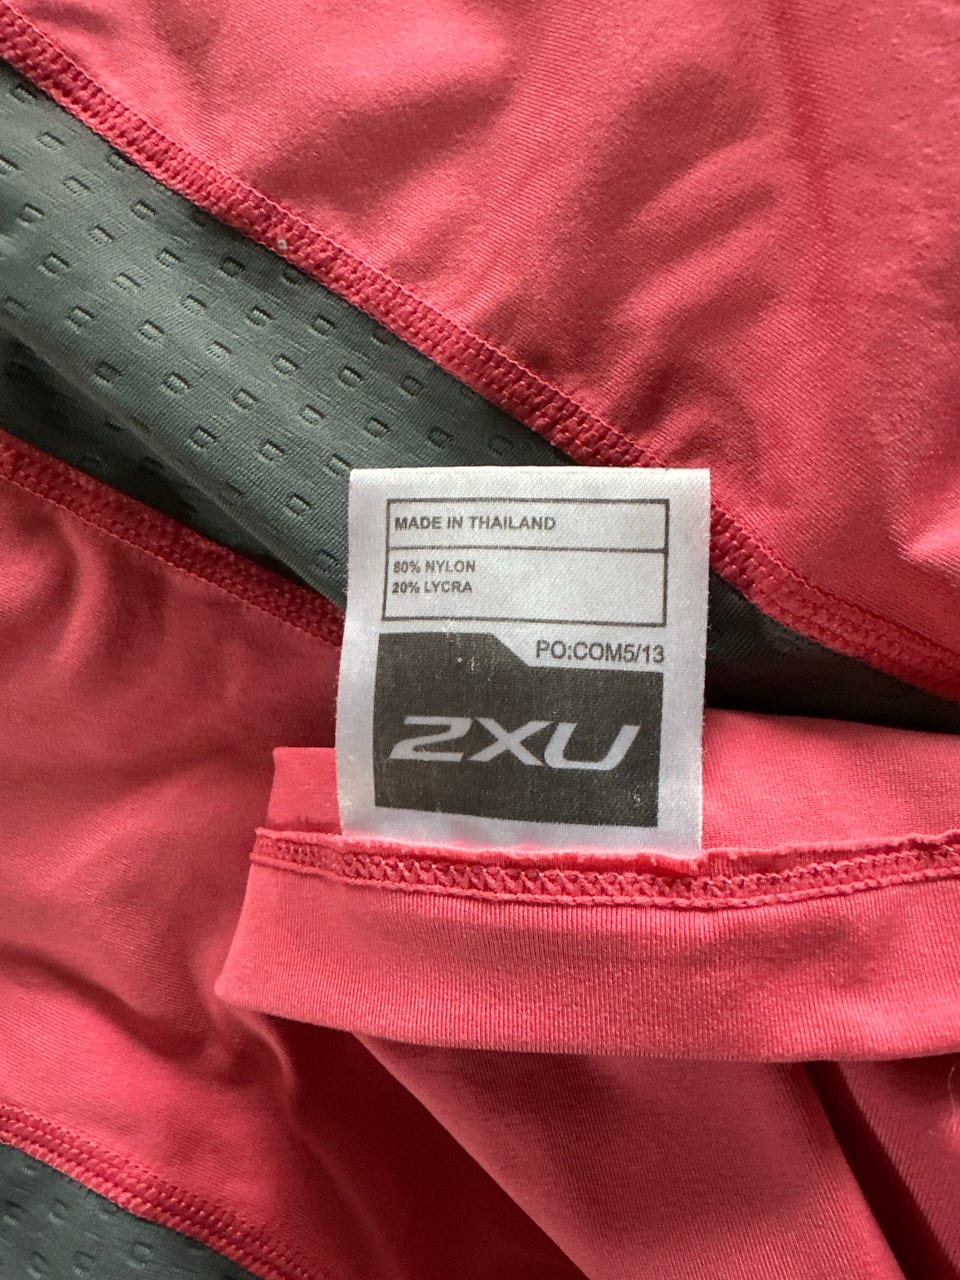 MADE IN THAILAND
80% NYLON
20% LYCRA
PO:COM5/13
2XU